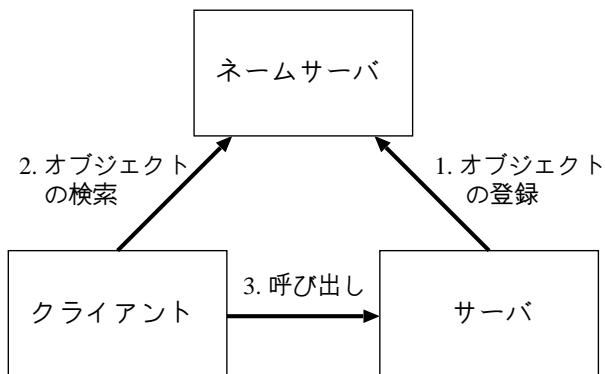 ネームサーバ
2. オブジェクト
の検索
1. オブジェクト
の登録
3. 呼び出し
クライアント
サーバ